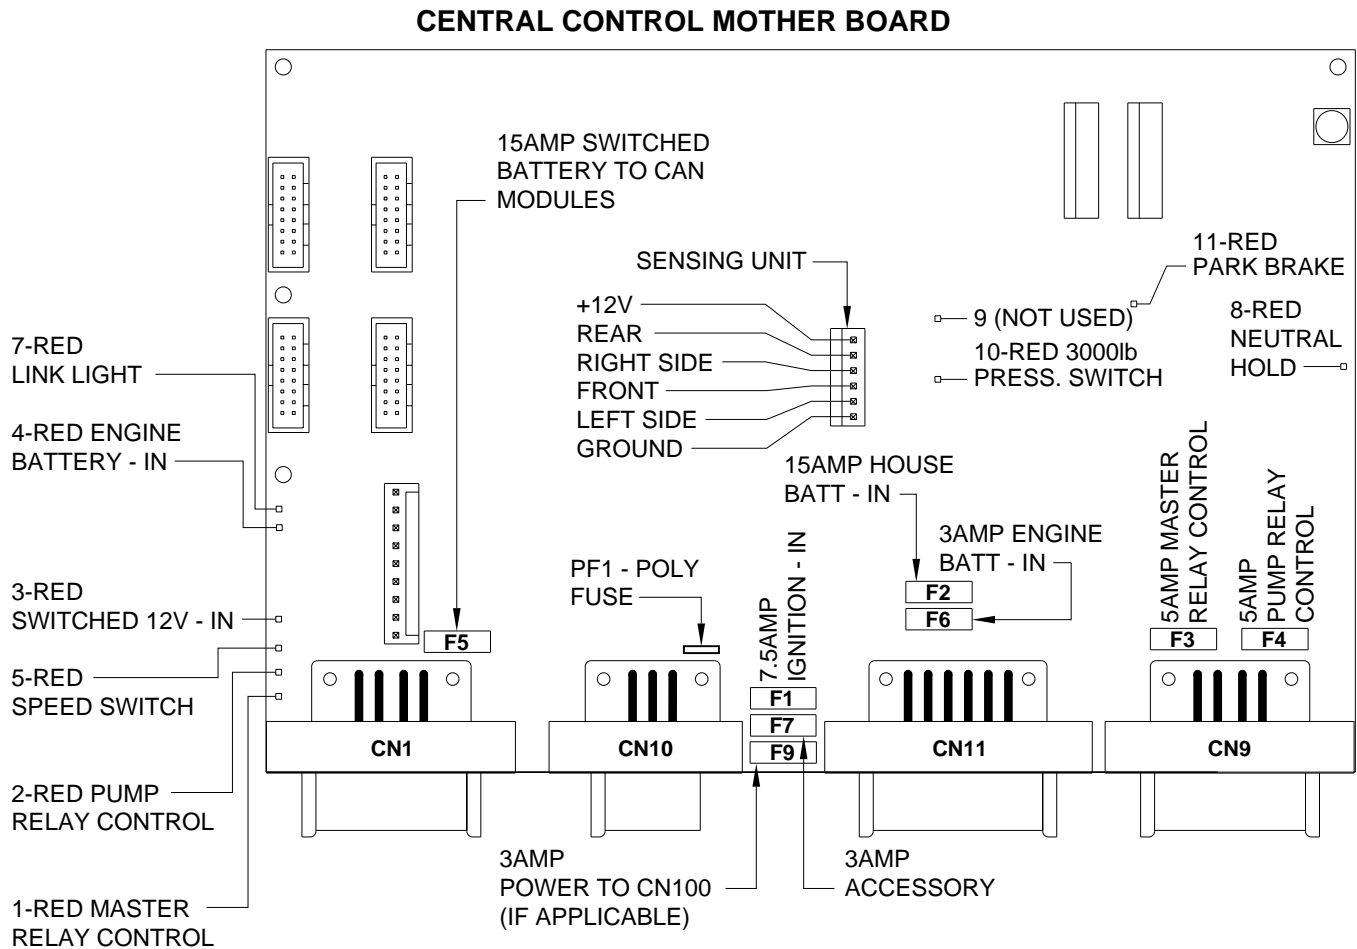 CENTRAL CONTROL MOTHER BOARD
15AMP SWITCHED
BATTERY TO CAN
MODULES
SENSING UNIT
+12V
REAR
RIGHT SIDE
FRONT
LEFT SIDE
GROUND
11-RED
PARK BRAKE
9 (NOT USED)
10-RED 3000lb
PRESS. SWITCH
8-RED
NEUTRAL
HOLD
7-RED
LINK LIGHT
4-RED ENGINE
BATTERY - IN
3-RED
SWITCHED 12V - IN
5-RED
SPEED SWITCH
2-RED PUMP
RELAY CONTROL
1-RED MASTER
RELAY CONTROL
15AMP HOUSE
BATT - IN
3AMP ENGINE
BATT - IN
5AMP MASTER
RELAY CONTROL
5AMP
PUMP RELAY
CONTROL
PF1 - POLY
FUSE
7.5AMP
IGNITION - IN
F5
F2
F6
F3
F4
F1
F7
F9
CN1
CN10
CN11
CN9
3AMP
POWER TO CN100
(IF APPLICABLE)
3AMP
ACCESSORY